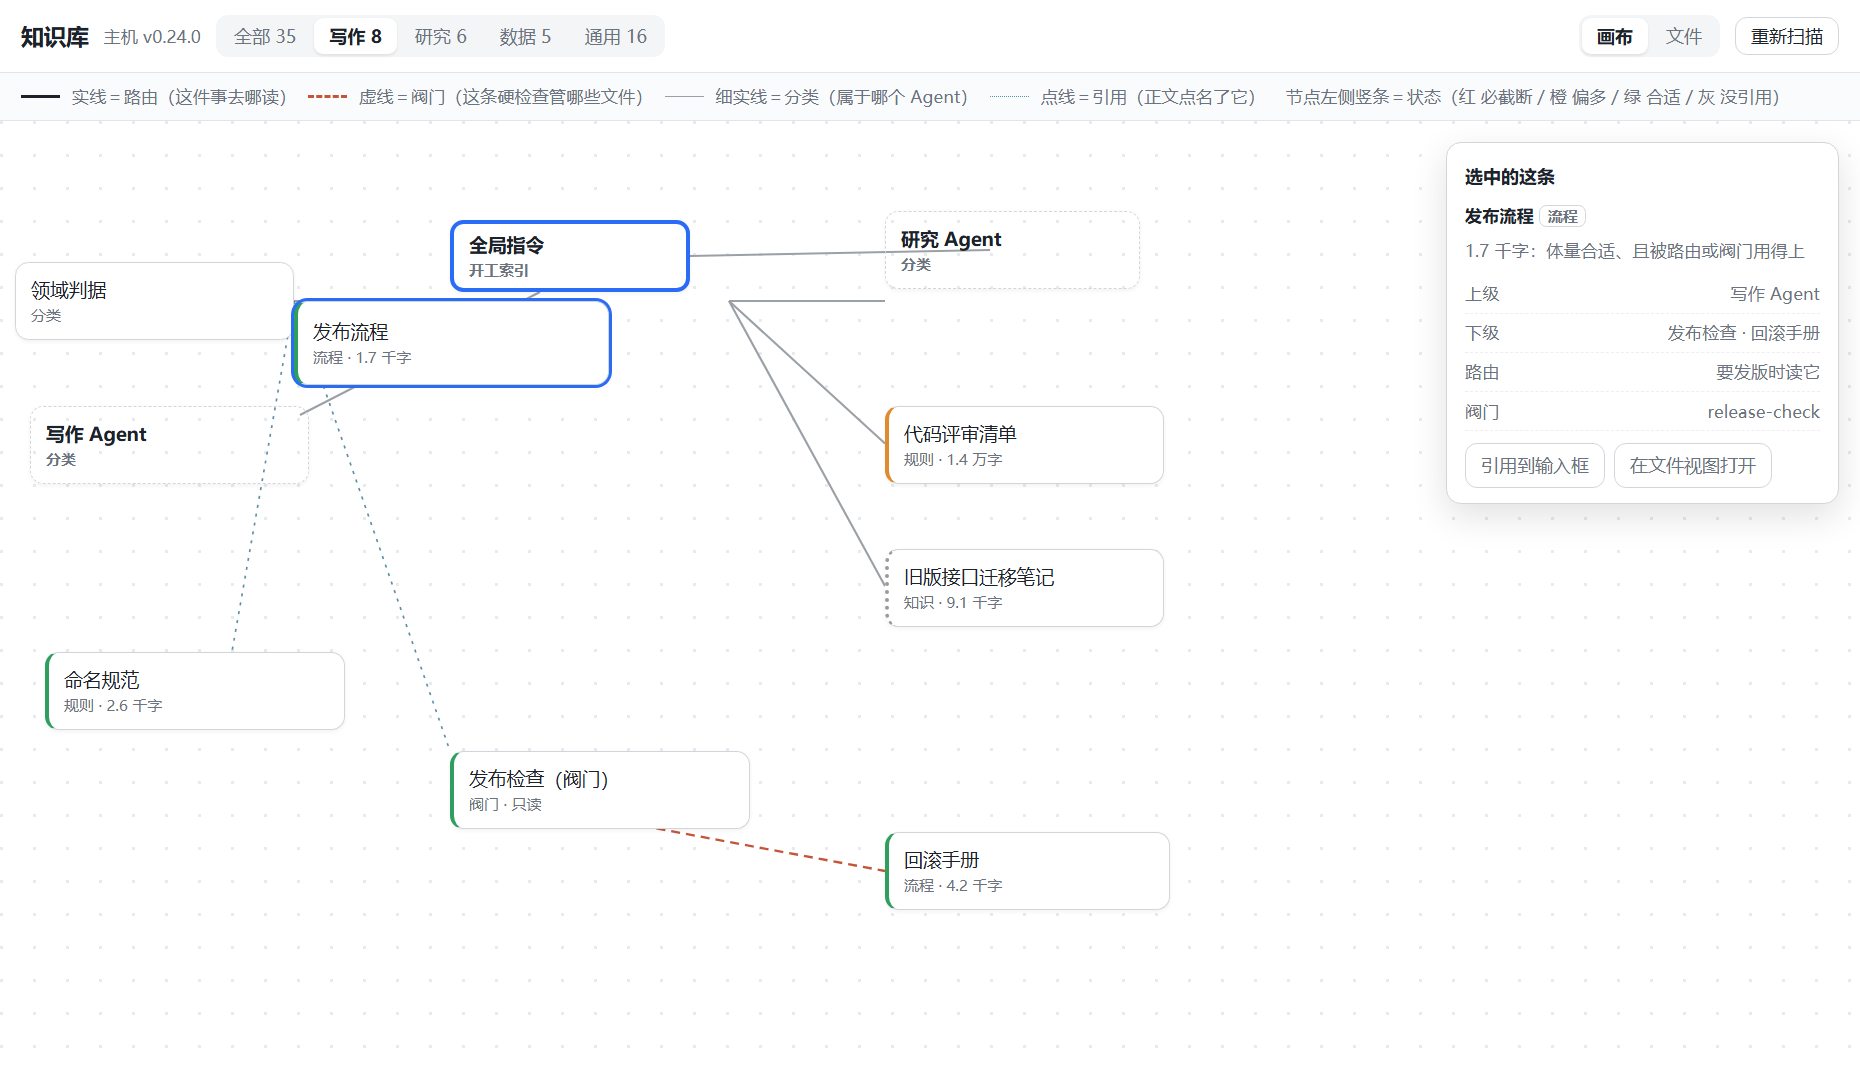 知识库 主机 v0.24.0 全部 35 写作 8 研究 6 数据 5 通用 16 画布 文件 重新扫描
实线=路由（这件事去哪读） 虚线=阀门（这条硬检查管哪些文件） 细实线=分类（属于哪个 Agent） 点线=引用（正文点名了它） 节点左侧竖条=状态（红 必截断 / 橙 偏多 / 绿 合适 / 灰 没引用）
全局指令
开工索引
研究 Agent
分类
领域判据
分类
发布流程
流程 · 1.7 千字
写作 Agent
分类
代码评审清单
规则 · 1.4 万字
旧版接口迁移笔记
知识 · 9.1 千字
命名规范
规则 · 2.6 千字
发布检查（阀门）
阀门 · 只读
回滚手册
流程 · 4.2 千字
选中的这条
发布流程 流程
1.7 千字：体量合适、且被路由或阀门用得上
上级 写作 Agent
下级 发布检查 · 回滚手册
路由 要发版时读它
阀门 release-check
引用到输入框 在文件视图打开